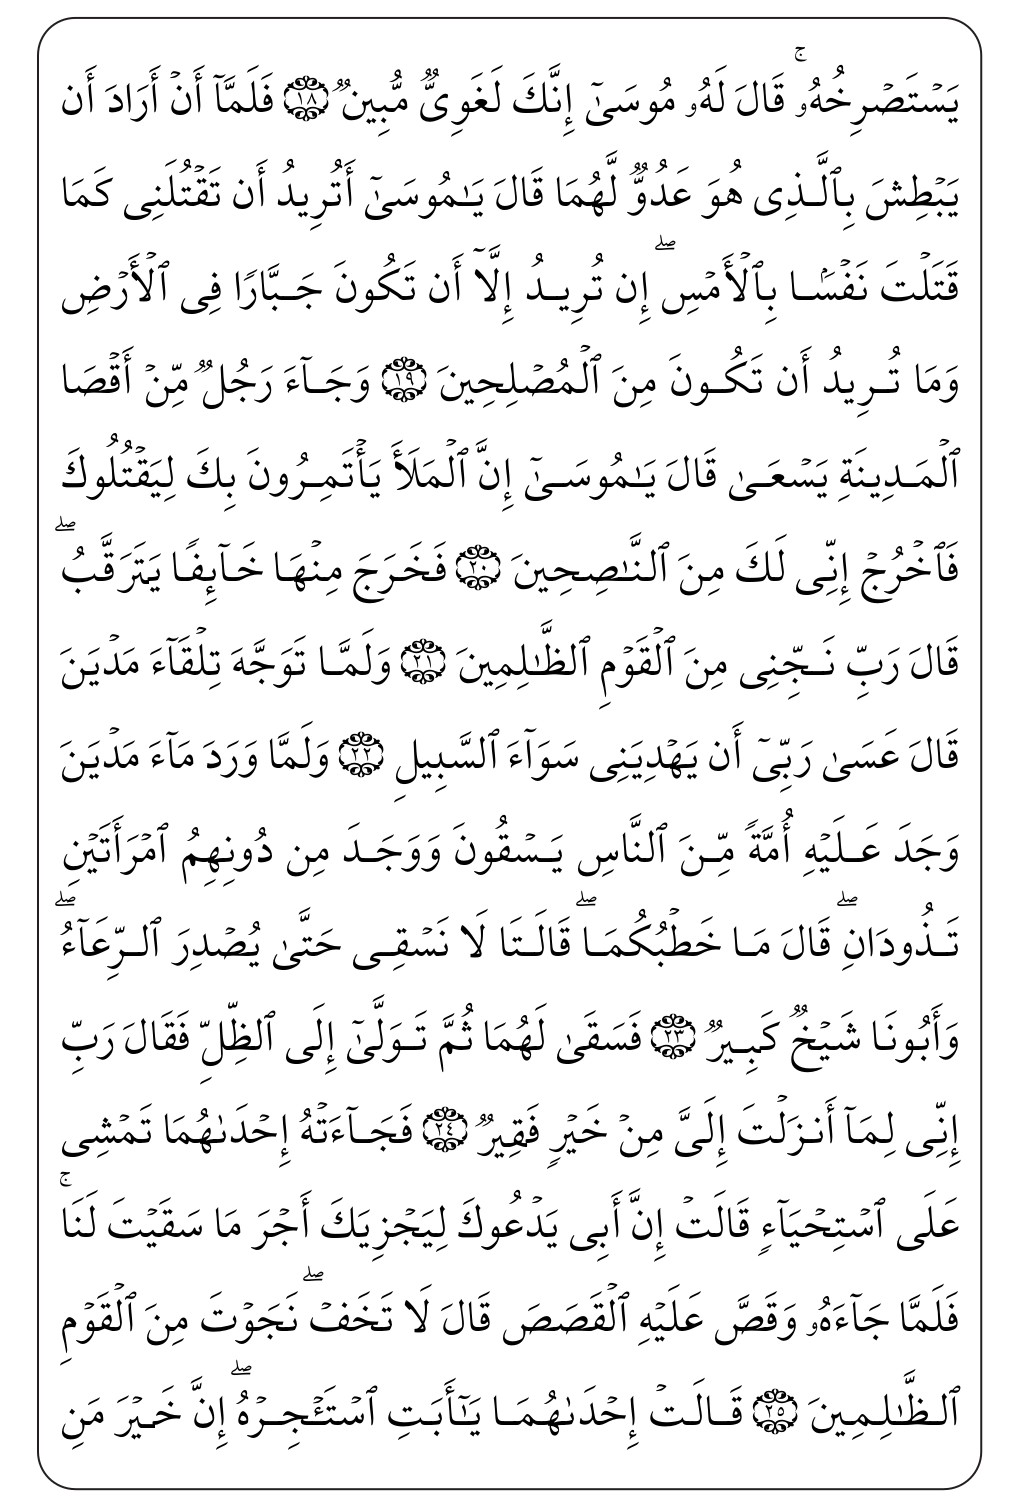 يَسۡتَصۡرِخُهُۥۚ قَالَ لَهُۥ مُوسَىٰٓ إِنَّكَ لَغَوِىٌّۭ مُّبِينٌۭ ١٨ فَلَمَّآ أَنۡ أَرَادَ أَن
يَبۡطِشَ بِٱلَّذِى هُوَ عَدُوٌّۭ لَّهُمَا قَالَ يَـٰمُوسَىٰٓ أَتُرِيدُ أَن تَقۡتُلَنِى كَمَا
قَتَلۡتَ نَفۡسًۢا بِٱلۡأَمۡسِۖ إِن تُرِيدُ إِلَّآ أَن تَكُونَ جَبَّارًا فِى ٱلۡأَرۡضِ
وَمَا تُرِيدُ أَن تَكُونَ مِنَ ٱلۡمُصۡلِحِينَ ١٩ وَجَآءَ رَجُلٌۭ مِّنۡ أَقۡصَا
ٱلۡمَدِينَةِ يَسۡعَىٰ قَالَ يَـٰمُوسَىٰٓ إِنَّ ٱلۡمَلَأَ يَأۡتَمِرُونَ بِكَ لِيَقۡتُلُوكَ
فَٱخۡرُجۡ إِنِّى لَكَ مِنَ ٱلنَّـٰصِحِينَ ٢٠ فَخَرَجَ مِنۡهَا خَآئِفًۭا يَتَرَقَّبُۖ
قَالَ رَبِّ نَجِّنِى مِنَ ٱلۡقَوۡمِ ٱلظَّـٰلِمِينَ ٢١ وَلَمَّا تَوَجَّهَ تِلۡقَآءَ مَدۡيَنَ
قَالَ عَسَىٰ رَبِّىٓ أَن يَهۡدِيَنِى سَوَآءَ ٱلسَّبِيلِ ٢٢ وَلَمَّا وَرَدَ مَآءَ مَدۡيَنَ
وَجَدَ عَلَيۡهِ أُمَّةًۭ مِّنَ ٱلنَّاسِ يَسۡقُونَ وَوَجَدَ مِن دُونِهِمُ ٱمۡرَأَتَيۡنِ
تَذُودَانِۖ قَالَ مَا خَطۡبُكُمَاۖ قَالَتَا لَا نَسۡقِى حَتَّىٰ يُصۡدِرَ ٱلرِّعَآءُۖ
وَأَبُونَا شَيۡخٌۭ كَبِيرٌۭ ٢٣ فَسَقَىٰ لَهُمَا ثُمَّ تَوَلَّىٰٓ إِلَى ٱلظِّلِّ فَقَالَ رَبِّ
إِنِّى لِمَآ أَنزَلۡتَ إِلَىَّ مِنۡ خَيۡرٍۢ فَقِيرٌۭ ٢٤ فَجَآءَتۡهُ إِحۡدَىٰهُمَا تَمۡشِى
عَلَى ٱسۡتِحۡيَآءٍۢ قَالَتۡ إِنَّ أَبِى يَدۡعُوكَ لِيَجۡزِيَكَ أَجۡرَ مَا سَقَيۡتَ لَنَاۚ
فَلَمَّا جَآءَهُۥ وَقَصَّ عَلَيۡهِ ٱلۡقَصَصَ قَالَ لَا تَخَفۡۖ نَجَوۡتَ مِنَ ٱلۡقَوۡمِ
ٱلظَّـٰلِمِينَ ٢٥ قَالَتۡ إِحۡدَىٰهُمَا يَـٰٓأَبَتِ ٱسۡتَـٔۡجِرۡهُۖ إِنَّ خَيۡرَ مَنِ